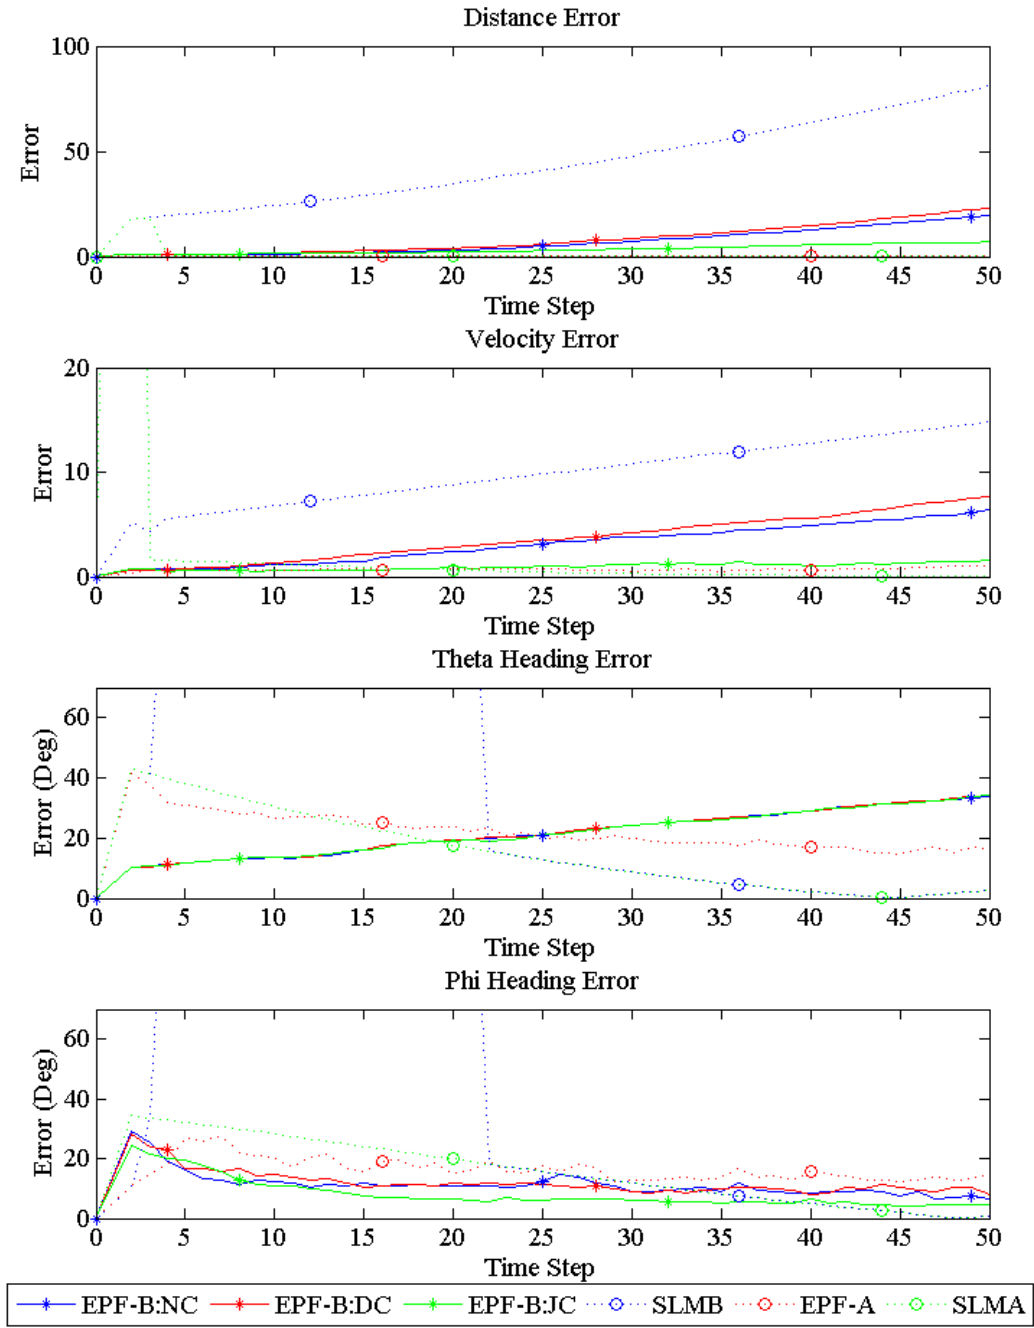 Distance Error
100
50
0
Error
0 5 10 15 20 25 30 35 40 45 50
Time Step
Velocity Error
20
10
0
Error
0 5 10 15 20 25 30 35 40 45 50
Time Step
Theta Heading Error
60
40
20
0
Error (Deg)
0 5 10 15 20 25 30 35 40 45 50
Time Step
Phi Heading Error
60
40
20
0
Error (Deg)
0 5 10 15 20 25 30 35 40 45 50
Time Step
EPF-B:NC EPF-B:DC EPF-B:JC SLMB EPF-A SLMA